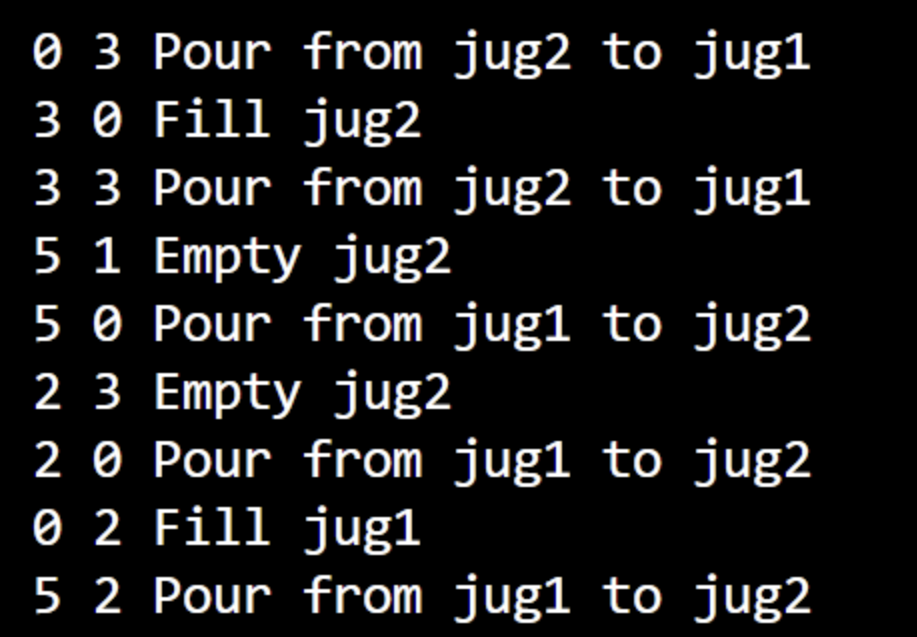 0 3 Pour from jug2 to jug1
3 0 Fill jug2
3 3 Pour from jug2 to jug1
5 1 Empty jug2
5 0 Pour from jug1 to jug2
2 3 Empty jug2
2 0 Pour from jug1 to jug2
0 2 Fill jug1
5 2 Pour from jug1 to jug2